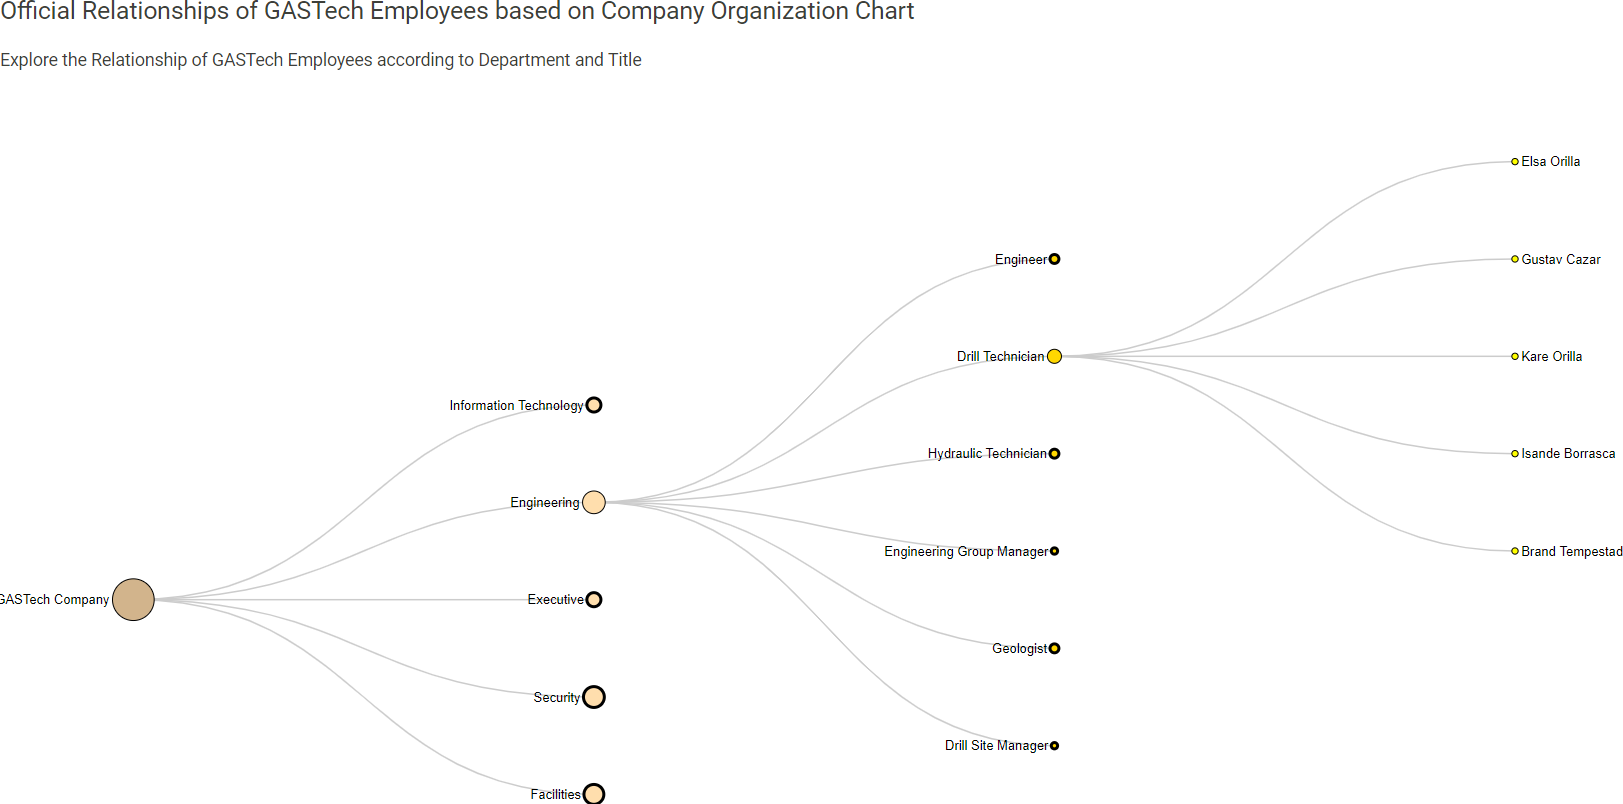 Official Relationships of GASTech Employees based on Company Organization Chart
Explore the Relationship of GASTech Employees according to Department and Title
GASTech Company
Information Technology
Engineering
Executive
Security
Facilities
Engineer
Drill Technician
Hydraulic Technician
Engineering Group Manager
Geologist
Drill Site Manager
Elsa Orilla
Gustav Cazar
Kare Orilla
Isande Borrasca
Brand Tempestad